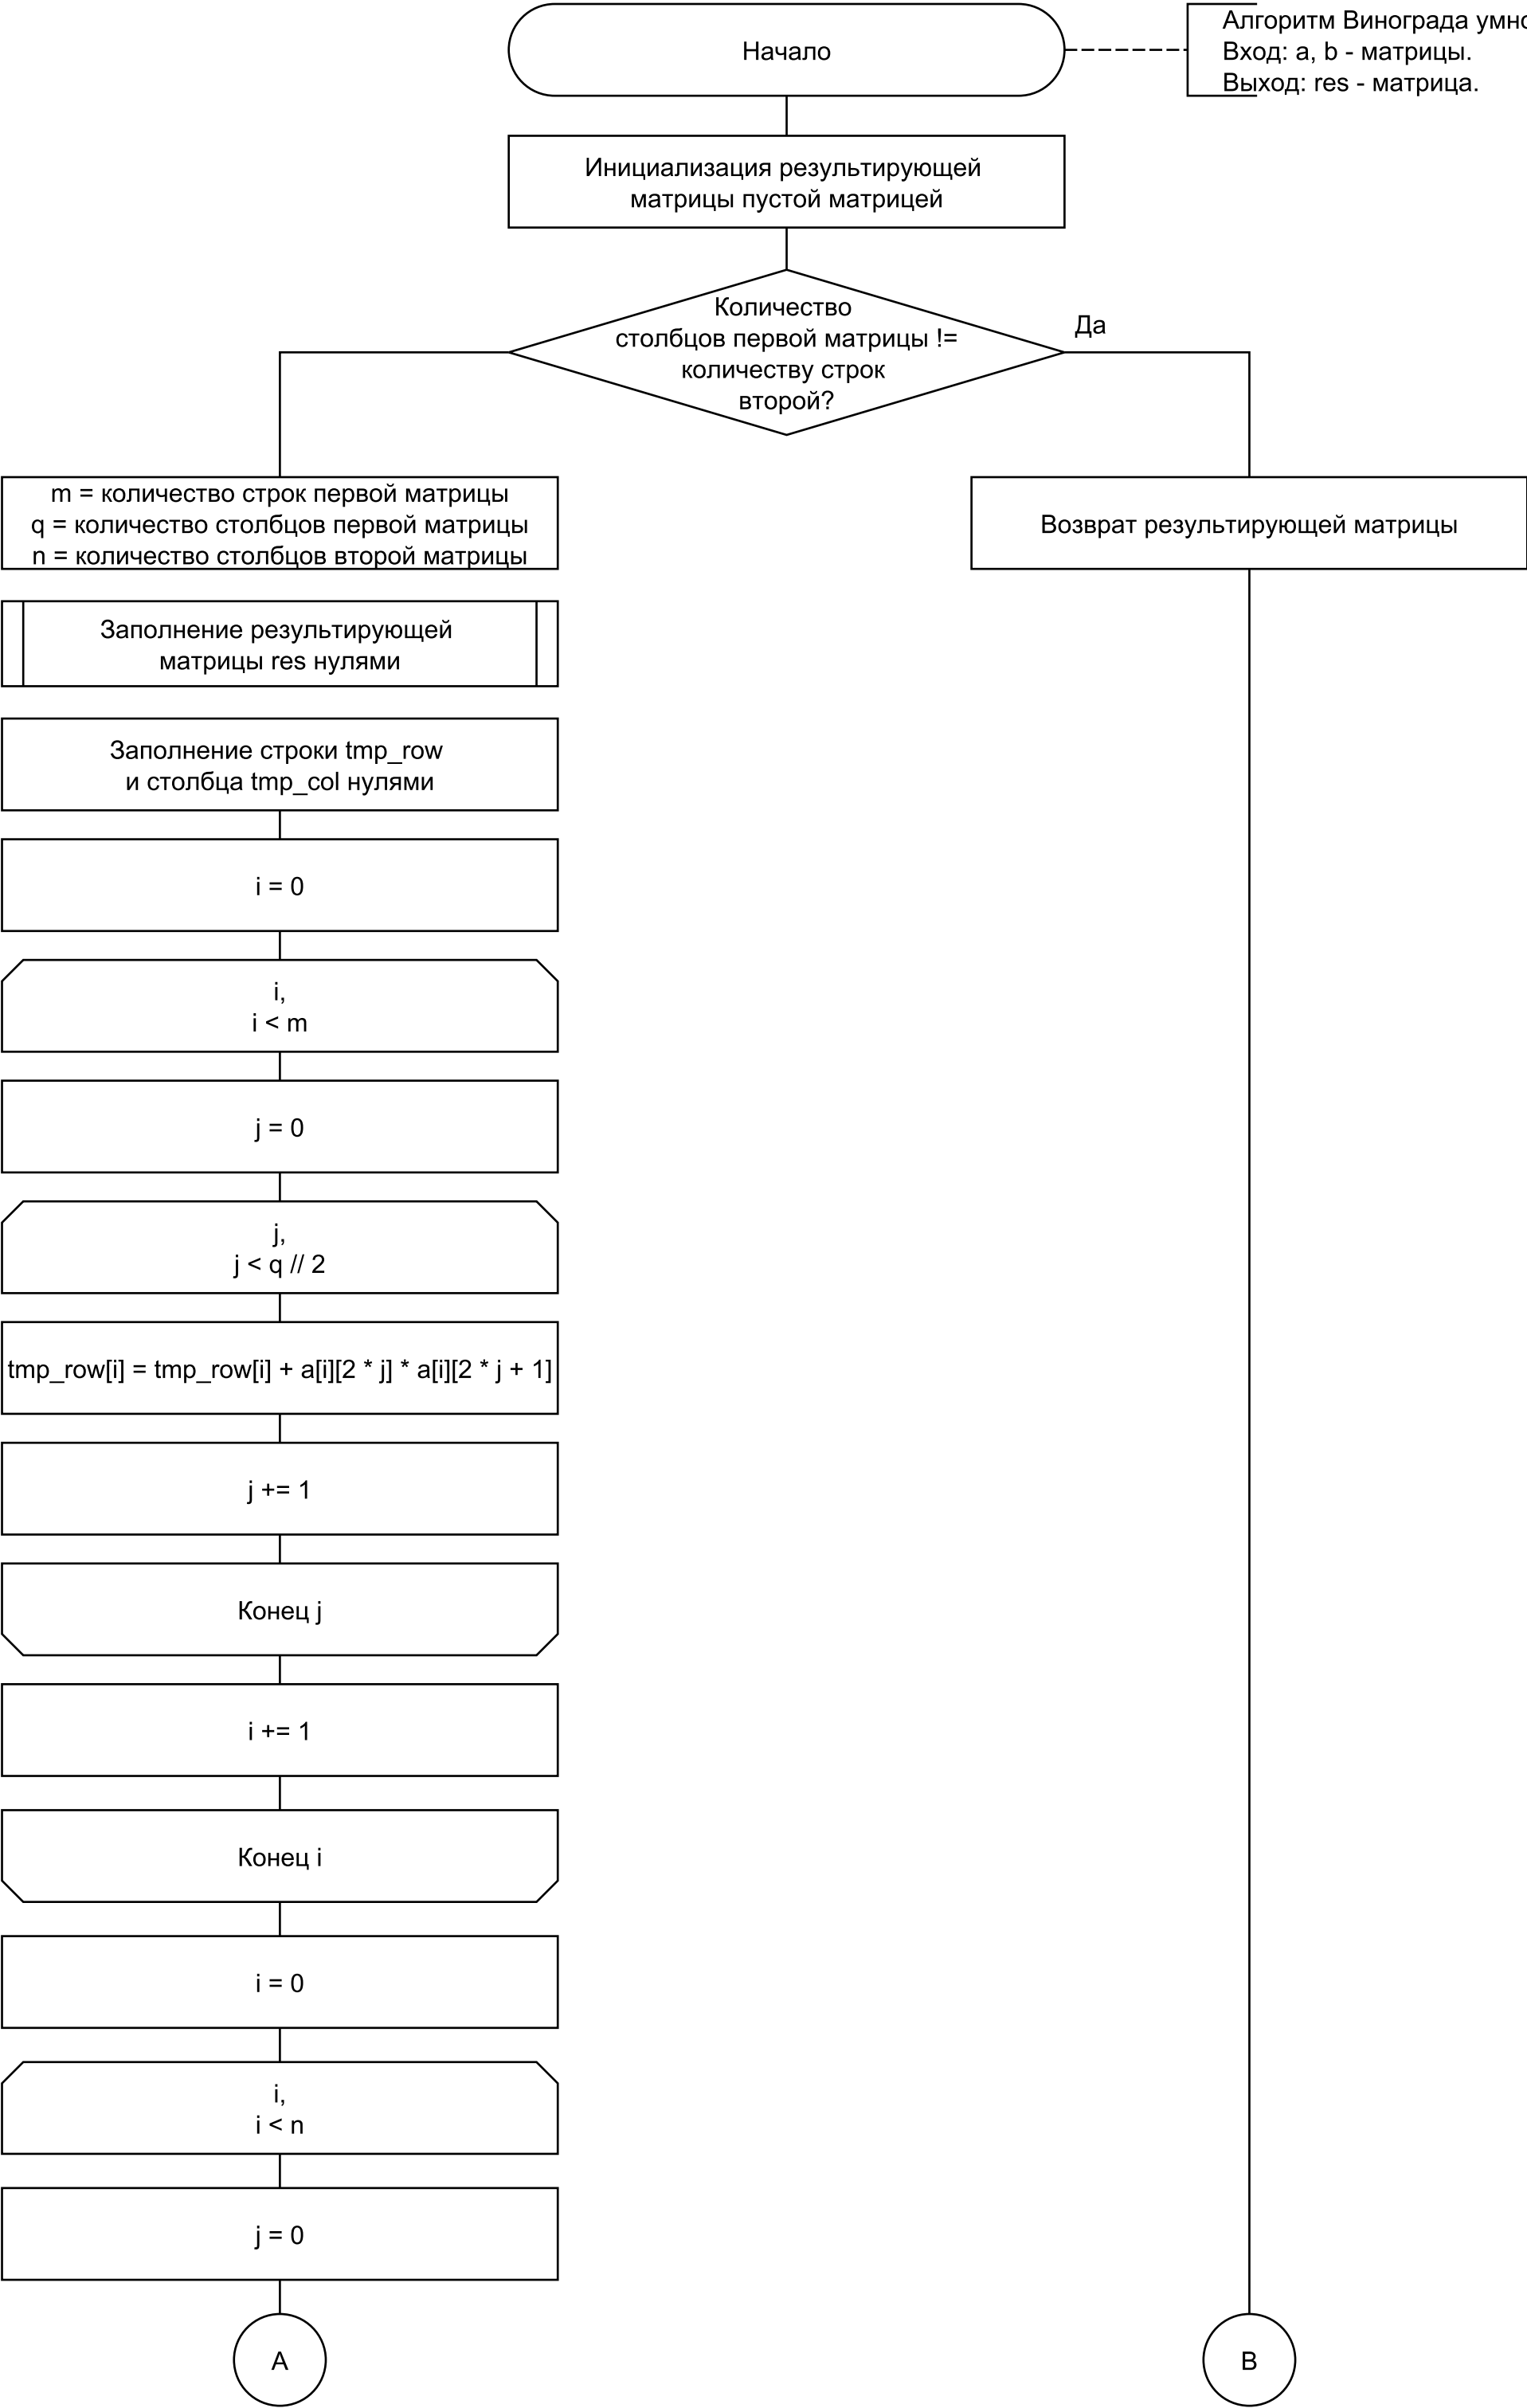 Начало
Алгоритм Винограда
Вход: a, b - матрицы.
Выход: res - матрица.
Инициализация результирующей
матрицы пустой матрицей
Количество
столбцов первой матрицы !=
количеству строк
второй?
Да
m = количество строк первой матрицы
q = количество столбцов первой матрицы
n = количество столбцов второй матрицы
Возврат результирующей матрицы
Заполнение результирующей
матрицы res нулями
Заполнение строки tmp_row
и столбца tmp_col нулями
i = 0
i,
i < m
j = 0
j,
j < q // 2
tmp_row[i] = tmp_row[i] + a[i][2 * j] * a[i][2 * j + 1]
j += 1
Конец j
i += 1
Конец i
i = 0
i,
i < n
j = 0
A
B